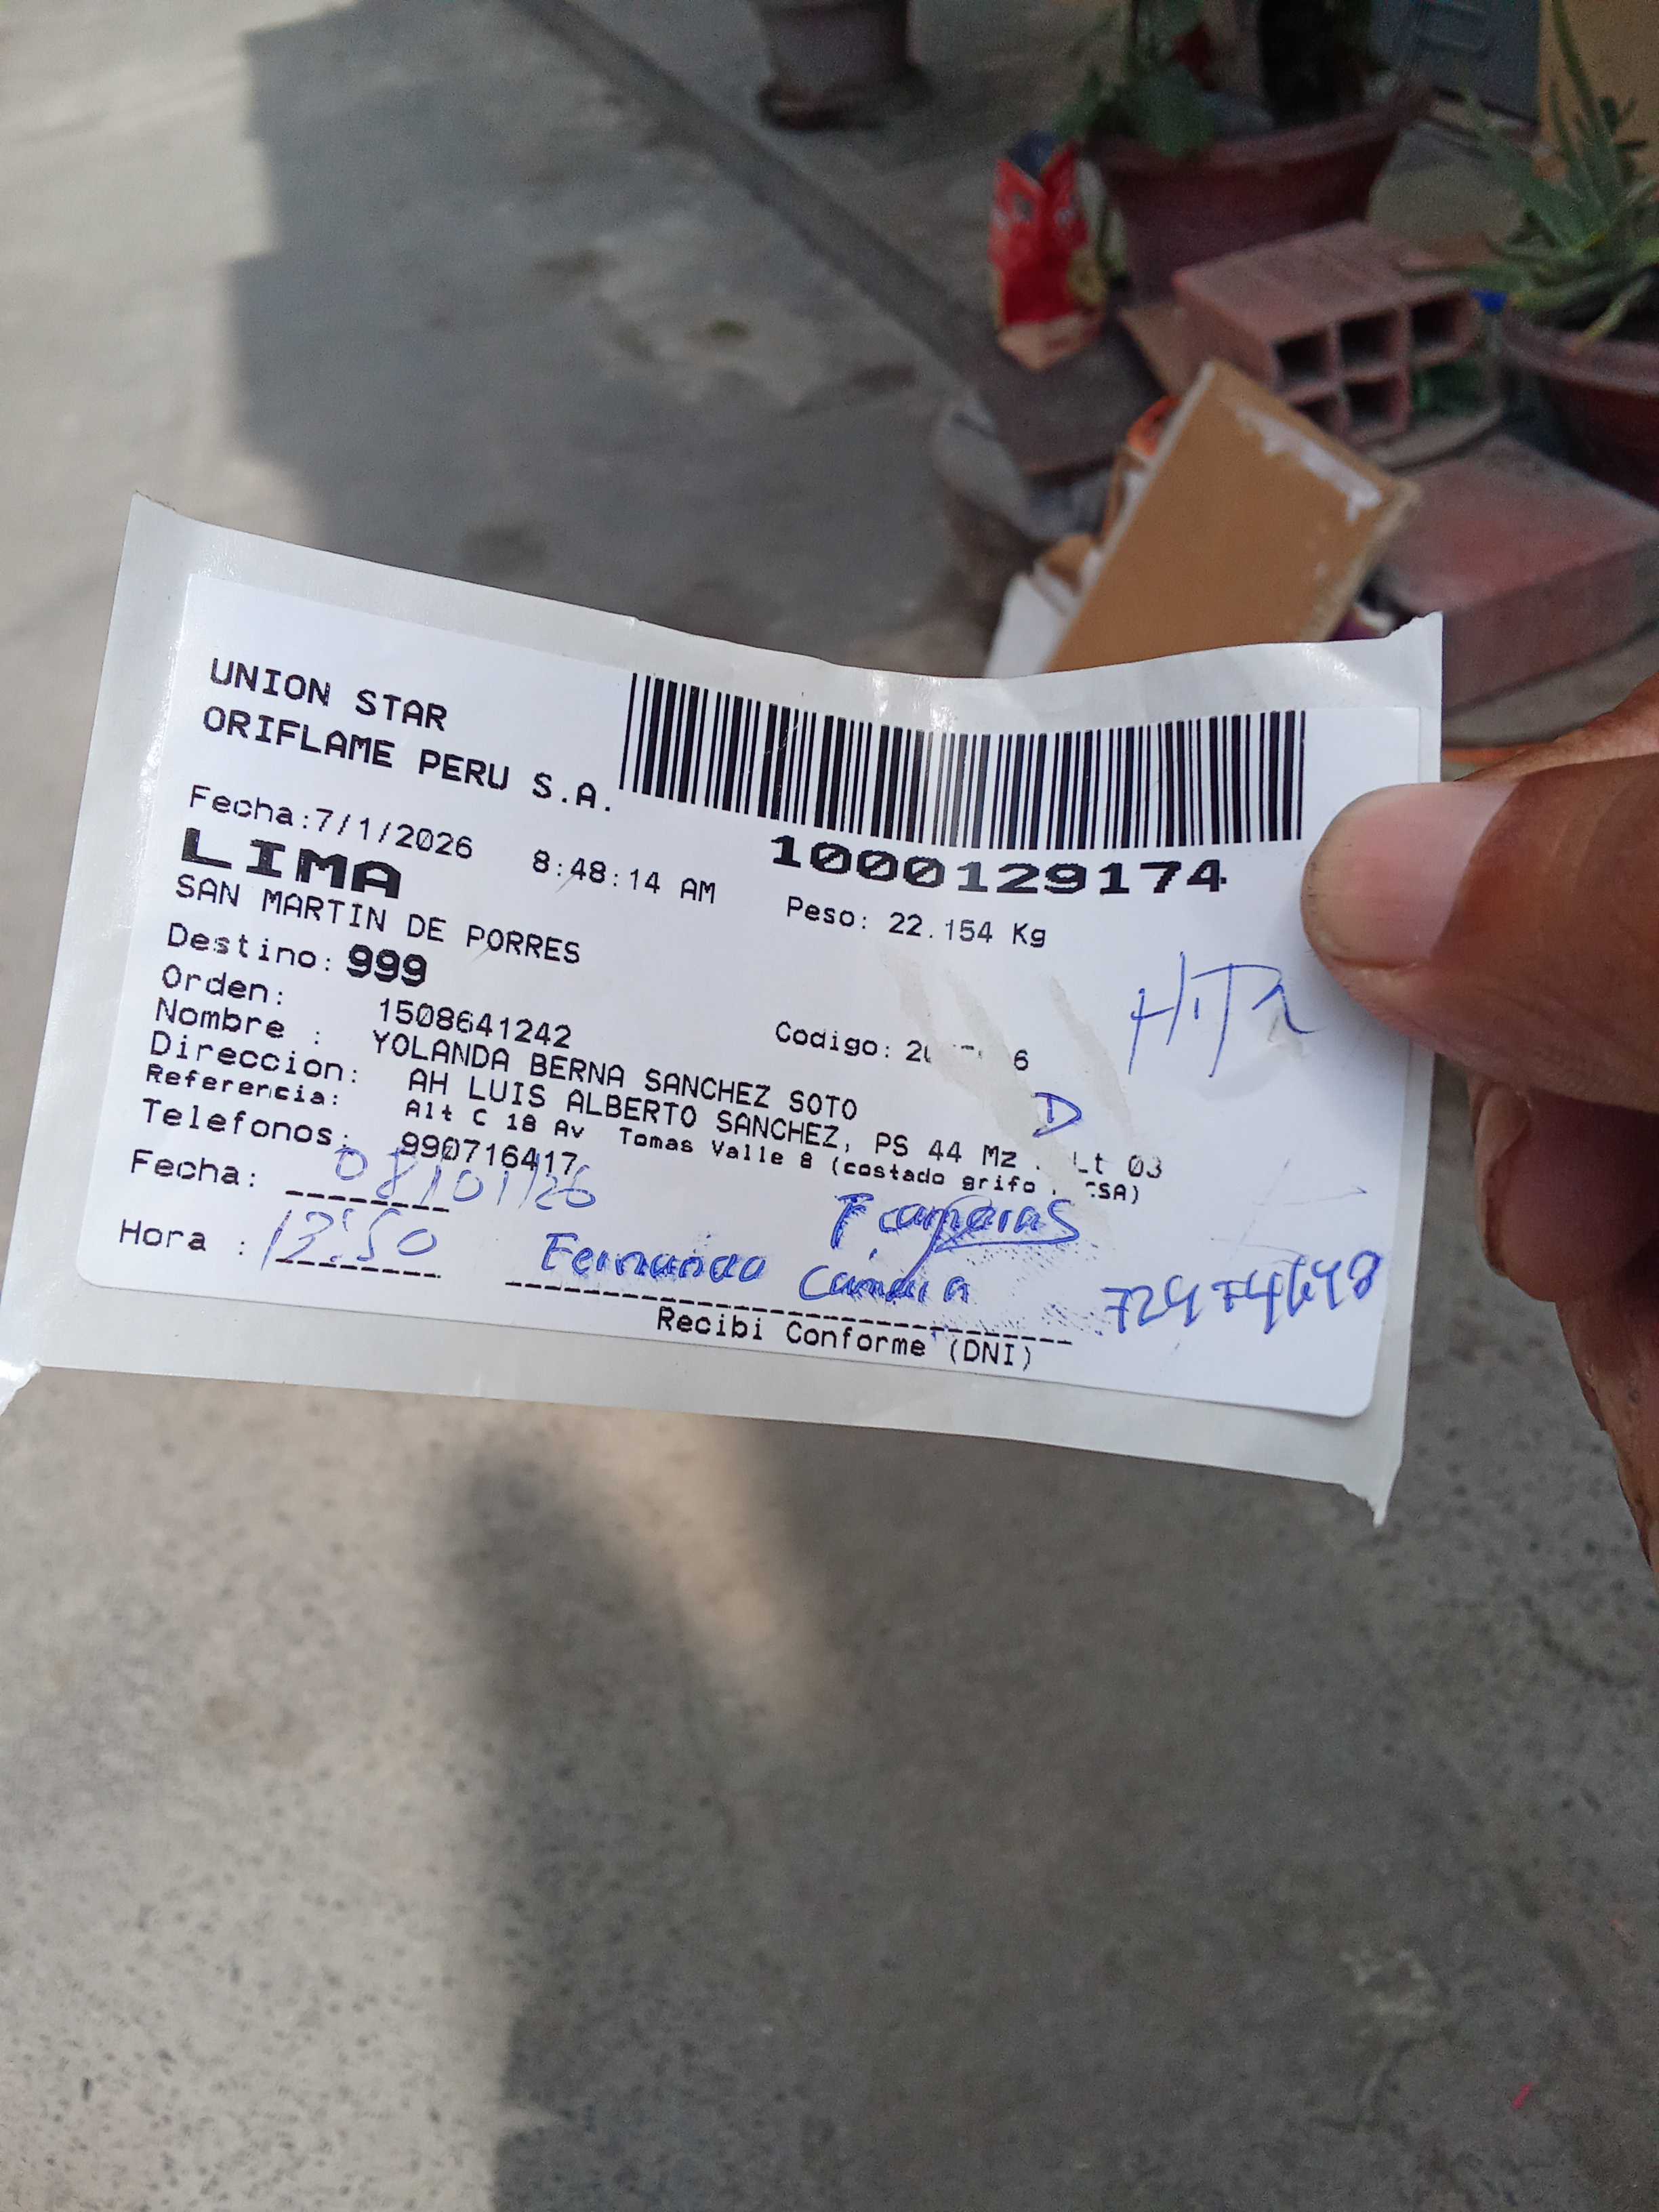 UNION STAR
ORIFLAME PERU S.A.
Fecha:7/1/2026 8:48:14 AM
1000129174
LIMA
Peso: 22.154 Kg
SAN MARTIN DE PORRES
Destino: 999
Orden: 1508641242
Codigo:
Nombre : YOLANDA BERNA SANCHEZ SOTO
D
Direccion: AH LUIS ALBERTO SANCHEZ, PS 44 Mz . Lt 03
Referencia: Alt C 18 Av Tomas Valle 8 (costado grifo
Telefonos: 990716417
Fecha: 08/01/26
Hora : 13:50
Fernando
Recibi Conforme (DNI)